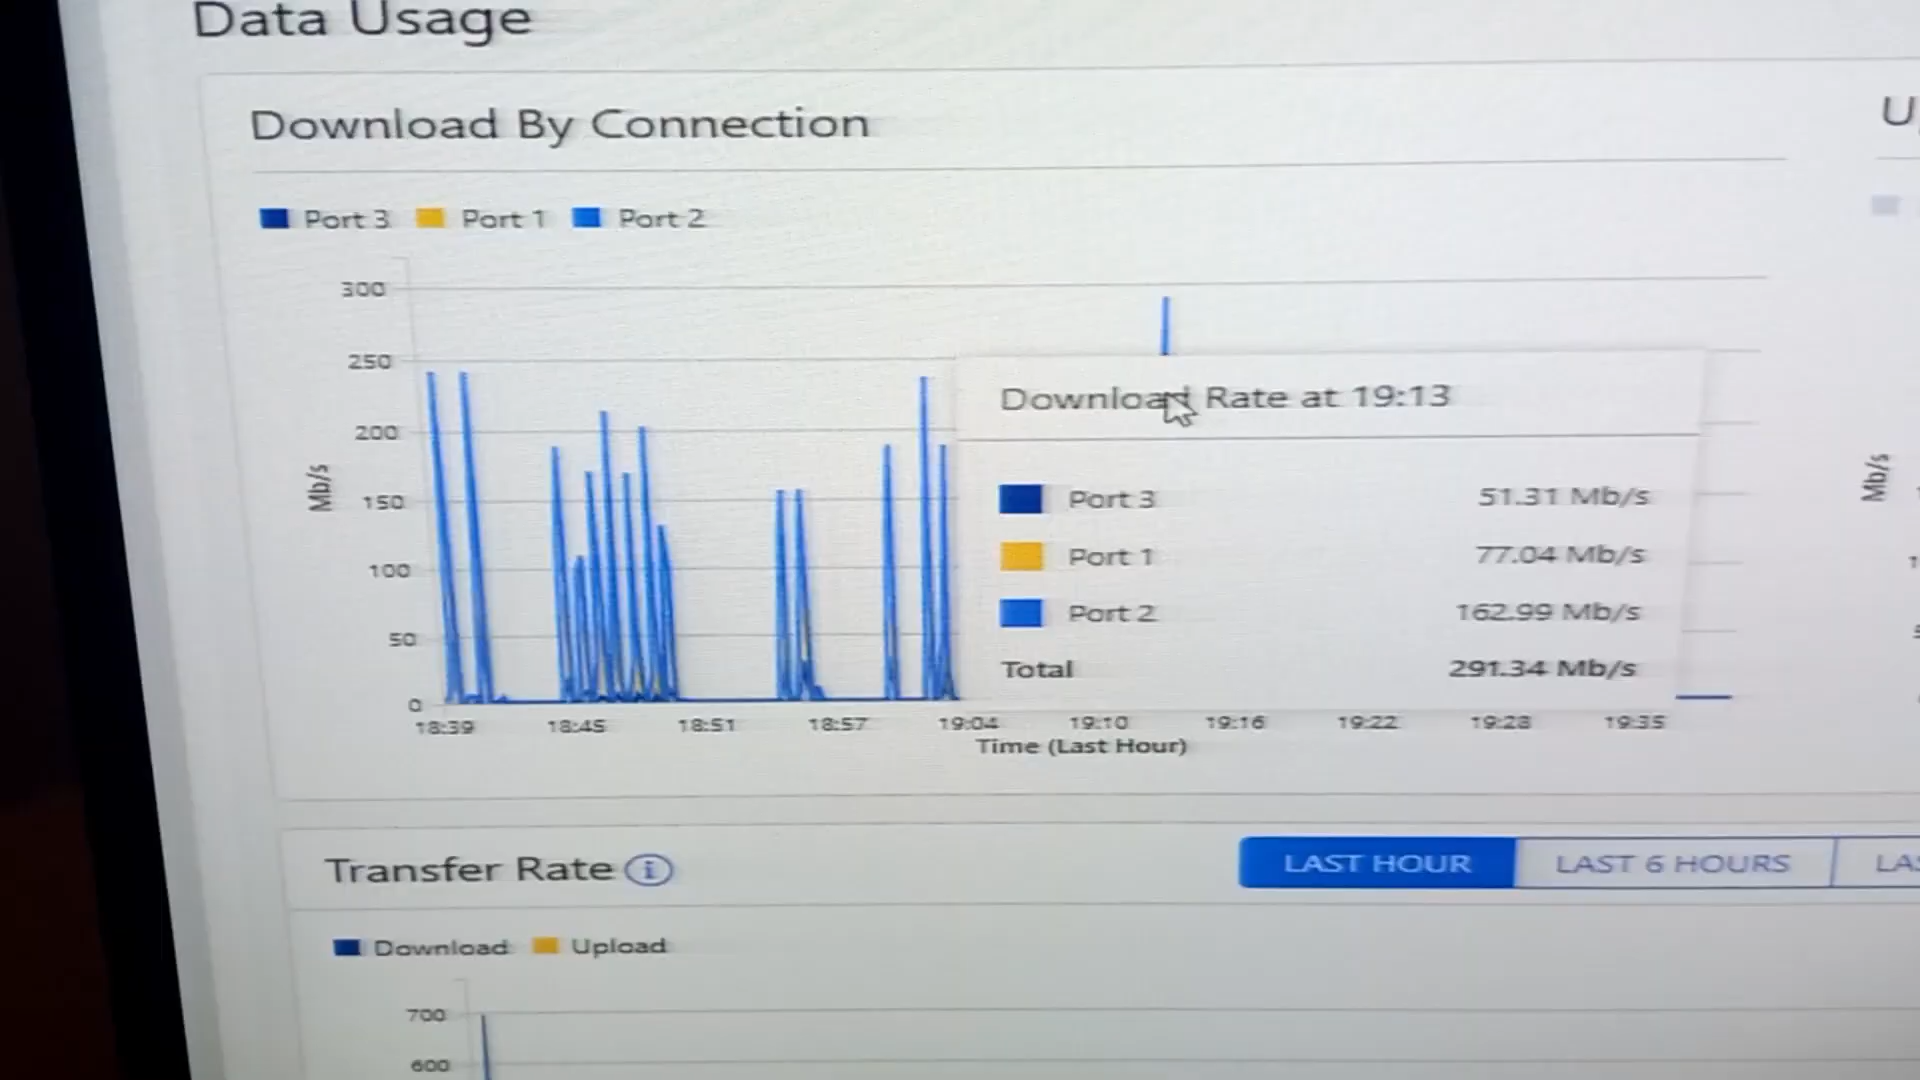 Data Usage
Download By Connection
Port 3 Port 1 Port 2
300
250
200
150
100
50
0
Mb/s
18:39 18:45 18:51 18:57 19:04 19:10 19:16 19:22 19:28 19:35
Time (Last Hour)
Download Rate at 19:13
Port 3 51.31 Mb/s
Port 1 77.04 Mb/s
Port 2 162.99 Mb/s
Total 291.34 Mb/s
Mb/s
Transfer Rate i
LAST HOUR LAST 6 HOURS
Download Upload
700
600